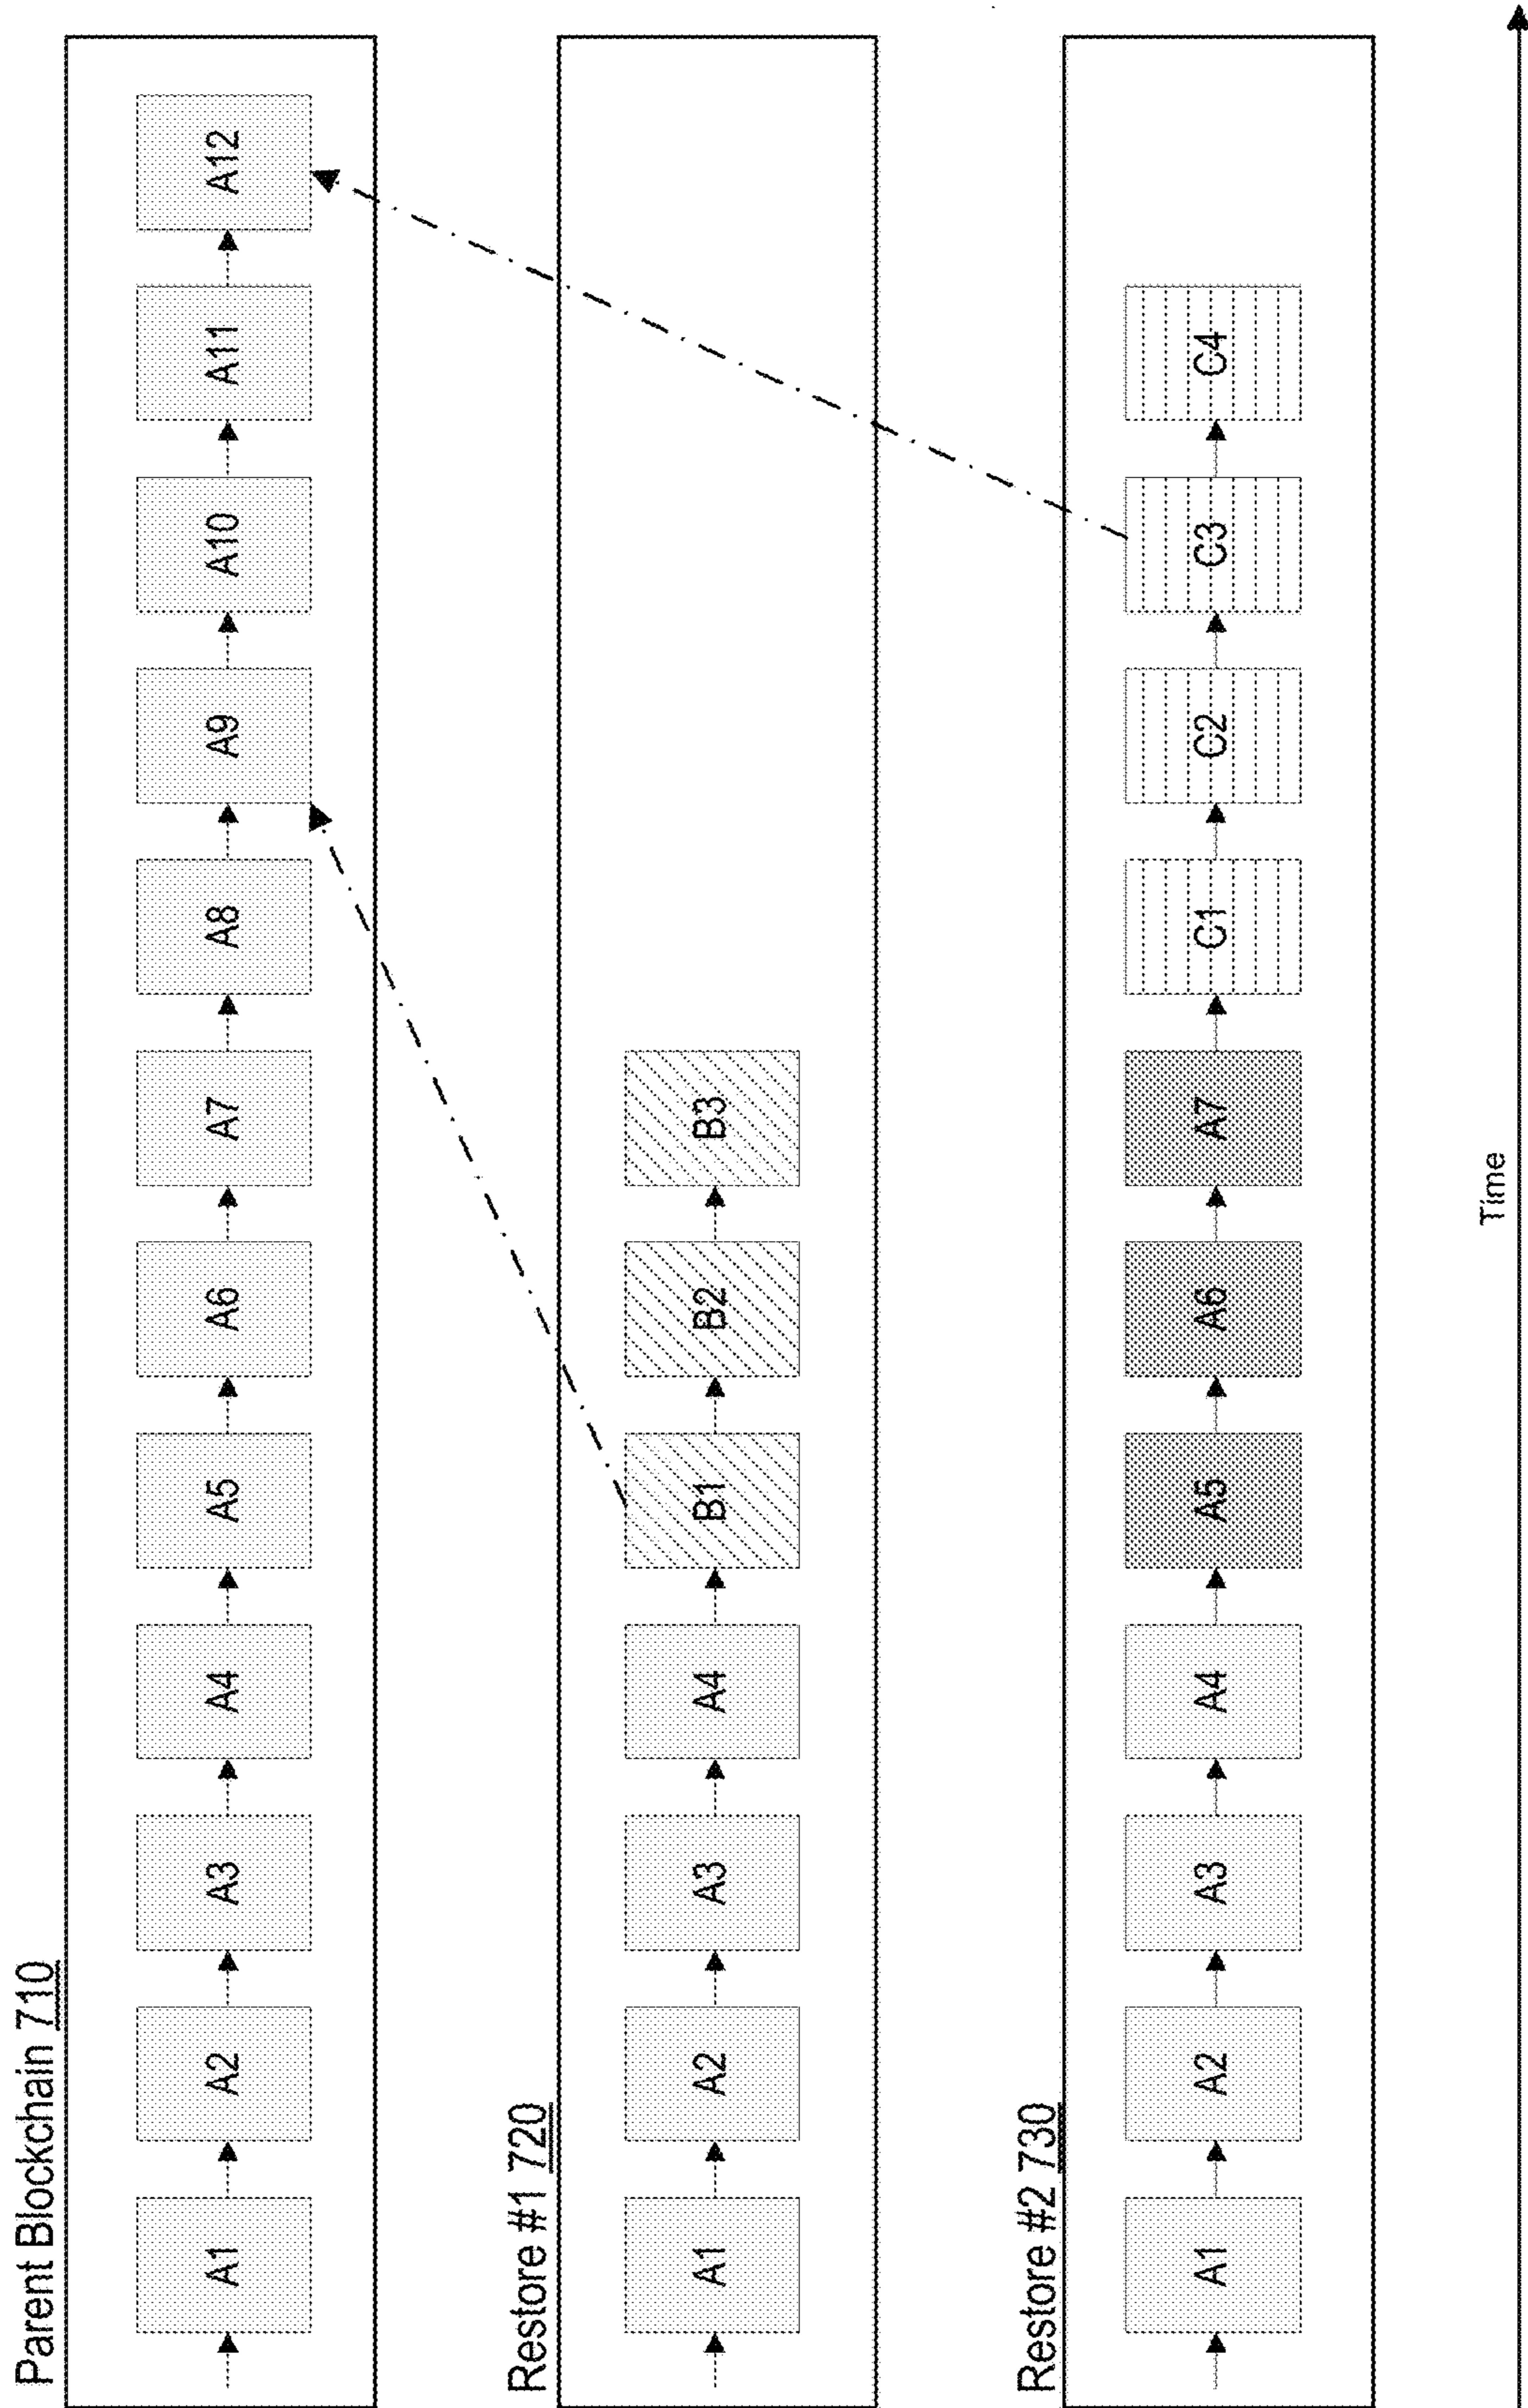 Parent Blockchain 710
A1 A2 A3 A4 A5 A6 A7 A8 A9 A10 A11 A12
Restore #1 720
A1 A2 A3 A4 B1 B2 B3
Restore #2 730
A1 A2 A3 A4 A5 A6 A7 C1 C2 C3 C4
Time